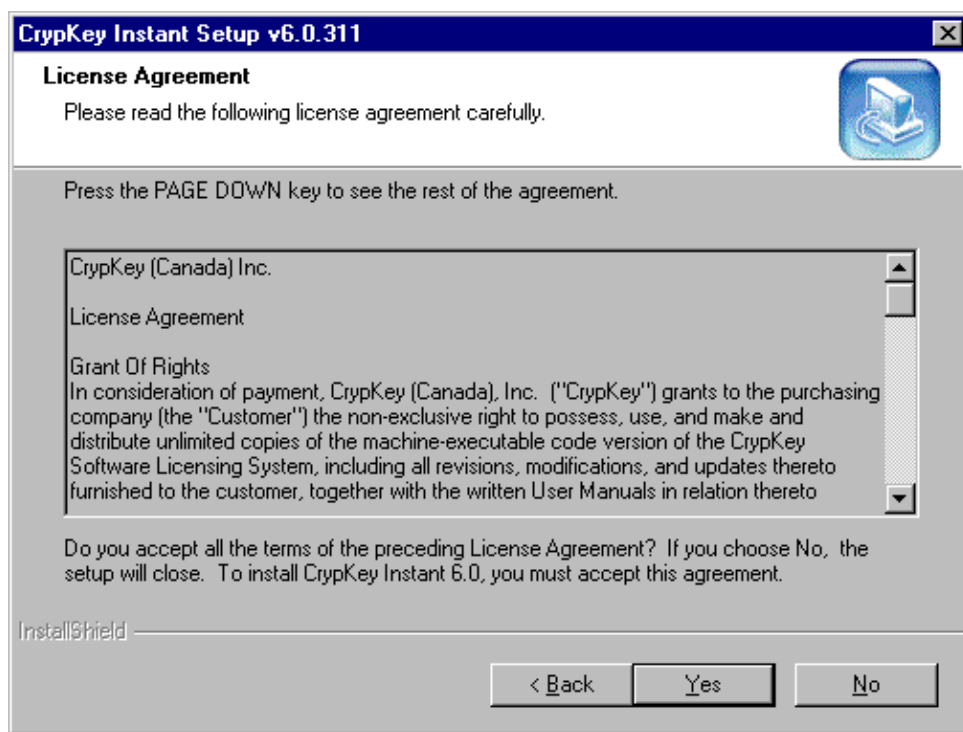 CrypKey Instant Setup v6.0.311
License Agreement
Please read the following license agreement carefully.
Press the PAGE DOWN key to see the rest of the agreement.
CrypKey (Canada) Inc.
License Agreement
Grant Of Rights
In consideration of payment, CrypKey (Canada), Inc.  ("CrypKey") grants to the purchasing
company (the "Customer") the non-exclusive right to possess, use, and make and
distribute unlimited copies of the machine-executable code version of the CrypKey
Software Licensing System, including all revisions, modifications, and updates thereto
furnished to the customer, together with the written User Manuals in relation thereto
Do you accept all the terms of the preceding License Agreement?  If you choose No,  the
setup will close.  To install CrypKey Instant 6.0, you must accept this agreement.
InstallShield
< Back
Yes
No